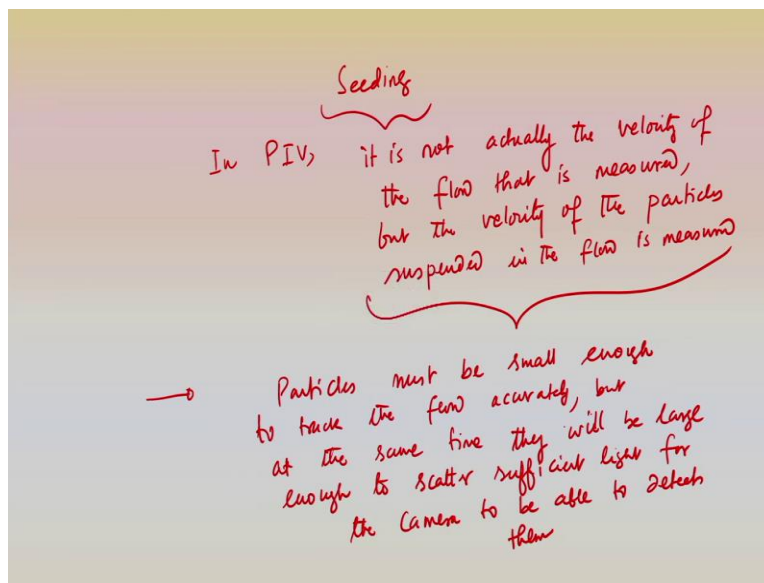 Seeding
In PIV, it is not actually the velocity of
the flow that is measured,
but the velocity of the particles
suspended in the flow is measured
→ Particles must be small enough
to track the flow acurately, but
at the same time they will be large
enough to scatter sufficient light for
the camera to be able to detects
them